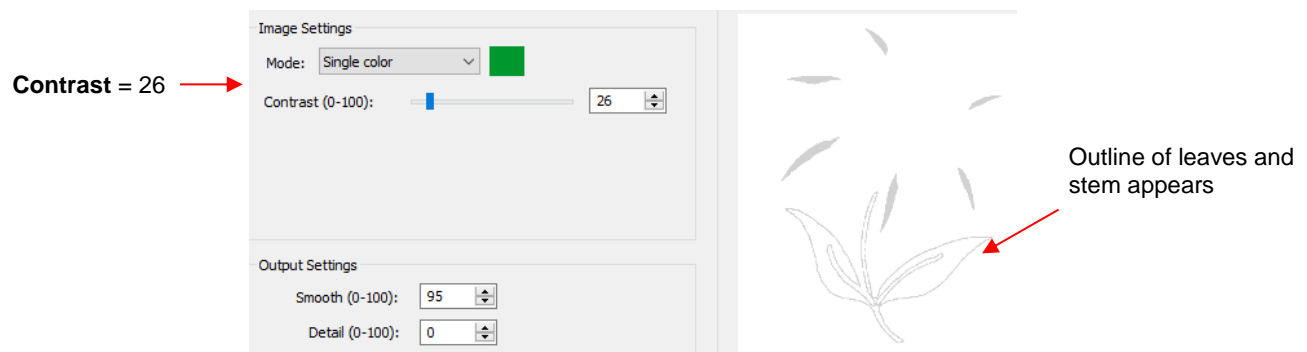 Image Settings
Mode: Single color
Contrast = 26
Contrast (0-100): 26
Outline of leaves and
stem appears
Output Settings
Smooth (0-100): 95
Detail (0-100): 0